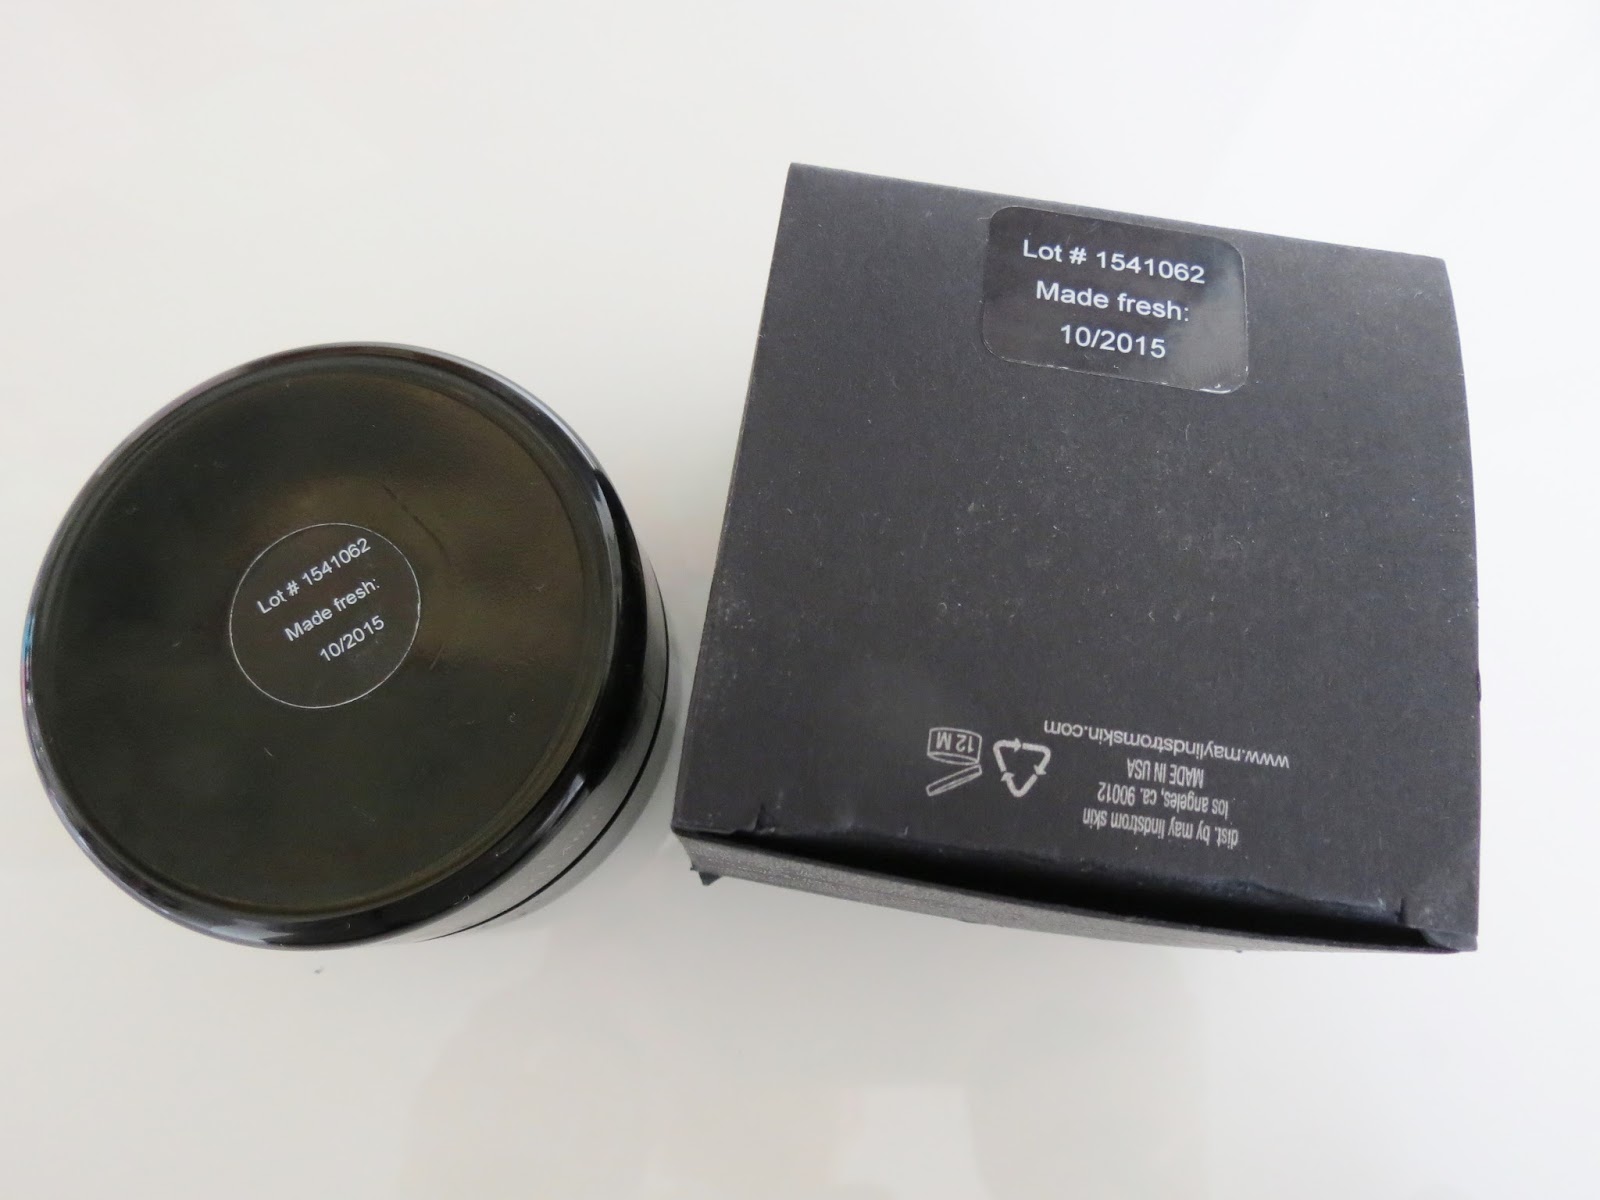 Lot # 1541062
Made fresh:
10/2015
Lot # 1541062
Made fresh:
10/2015
dist. by may lindstrom skin
los angeles, ca. 90012
MADE IN USA
www.maylindstromskin.com
12 M